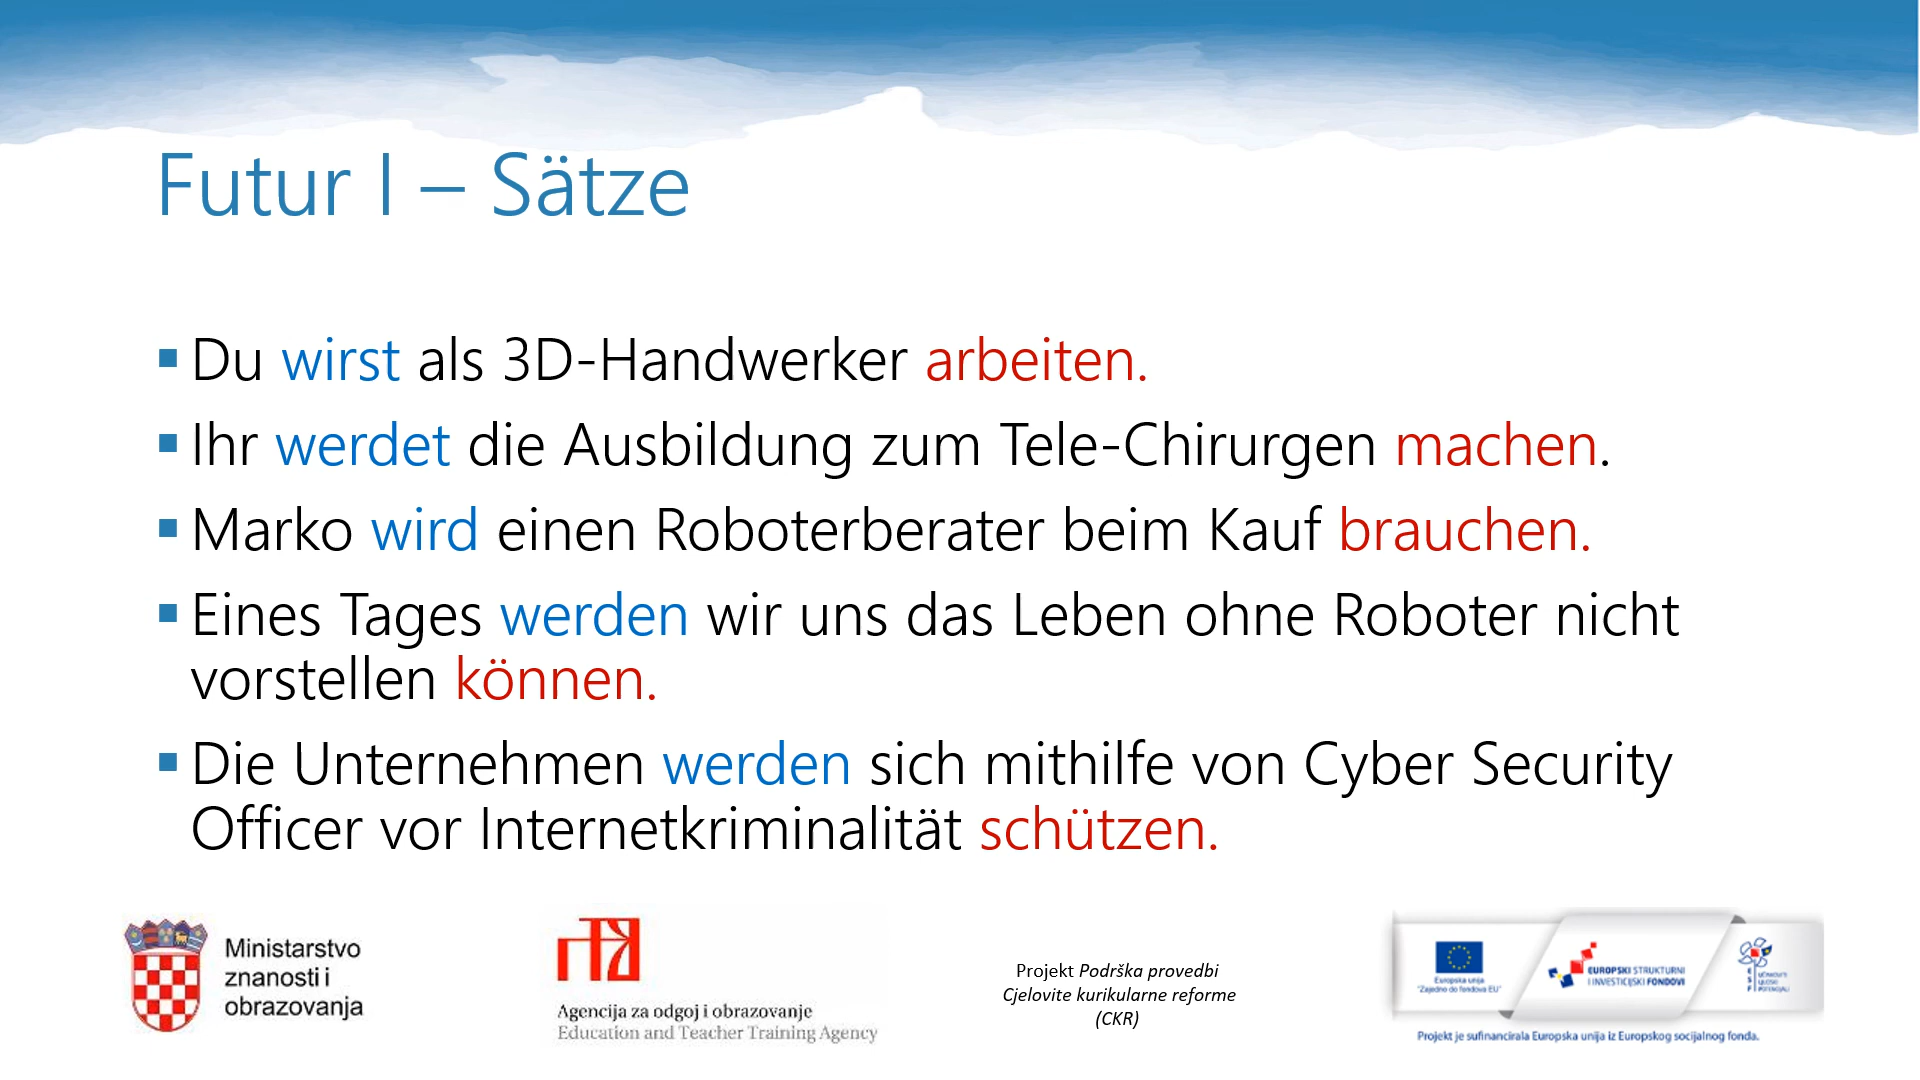 Futur I – Sätze
▪ Du wirst als 3D-Handwerker arbeiten.
▪ Ihr werdet die Ausbildung zum Tele-Chirurgen machen.
▪ Marko wird einen Roboterberater beim Kauf brauchen.
▪ Eines Tages werden wir uns das Leben ohne Roboter nicht
vorstellen können.
▪ Die Unternehmen werden sich mithilfe von Cyber Security
Officer vor Internetkriminalität schützen.
Ministarstvo
znanosti i
obrazovanja
Agencija za odgoj i obrazovanje
Education and Teacher Training Agency
Projekt Podrška provedbi
Cjelovite kurikularne reforme
(CKR)
Europska unija
"Zajedno do fondova EU"
EUROPSKI STRUKTURNI
I INVESTICIJSKI FONDOVI
Projekt je sufinancirala Europska unija iz Europskog socijalnog fonda.